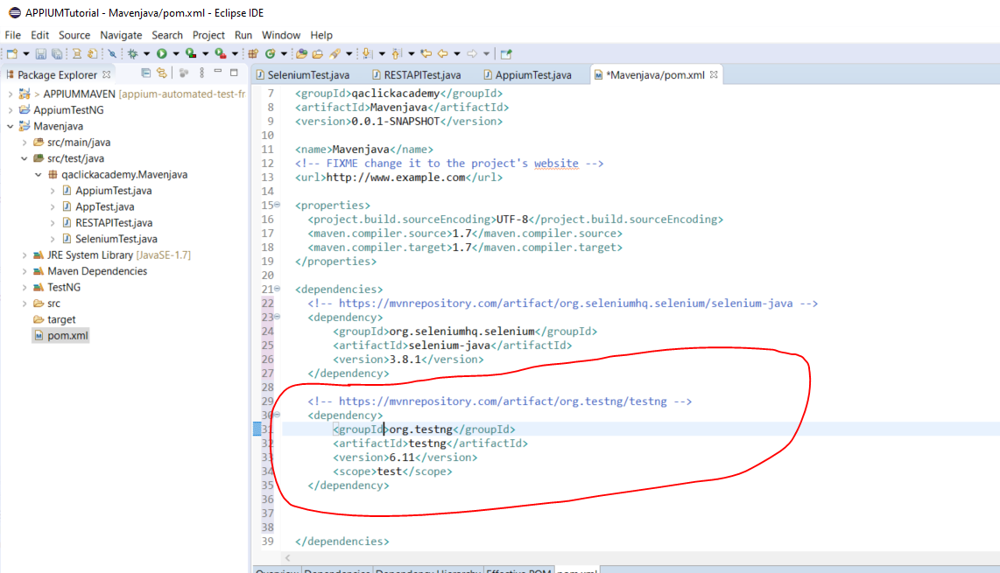 APPIUMTutorial - Mavenjava/pom.xml - Eclipse IDE
File Edit Source Navigate Search Project Run Window Help
Package Explorer
> APPIUMMAVEN [appium-automated-test-fr
AppiumTestNG
Mavenjava
src/main/java
src/test/java
qaclickacademy.Mavenjava
AppiumTest.java
AppTest.java
RESTAPITest.java
SeleniumTest.java
JRE System Library [JavaSE-1.7]
Maven Dependencies
TestNG
src
target
pom.xml
SeleniumTest.java RESTAPITest.java AppiumTest.java *Mavenjava/pom.xml
7 <groupId>qaclickacademy</groupId>
8 <artifactId>Mavenjava</artifactId>
9 <version>0.0.1-SNAPSHOT</version>
10
11 <name>Mavenjava</name>
12 <!-- FIXME change it to the project's website -->
13 <url>http://www.example.com</url>
14
15 <properties>
16 <project.build.sourceEncoding>UTF-8</project.build.sourceEncoding>
17 <maven.compiler.source>1.7</maven.compiler.source>
18 <maven.compiler.target>1.7</maven.compiler.target>
19 </properties>
20
21 <dependencies>
22 <!-- https://mvnrepository.com/artifact/org.seleniumhq.selenium/selenium-java -->
23 <dependency>
24 <groupId>org.seleniumhq.selenium</groupId>
25 <artifactId>selenium-java</artifactId>
26 <version>3.8.1</version>
27 </dependency>
28
29 <!-- https://mvnrepository.com/artifact/org.testng/testng -->
30 <dependency>
31 <groupId>org.testng</groupId>
32 <artifactId>testng</artifactId>
33 <version>6.11</version>
34 <scope>test</scope>
35 </dependency>
36
37
38
39 </dependencies>
Overview Dependencies Dependency Hierarchy Effective POM pom.xml